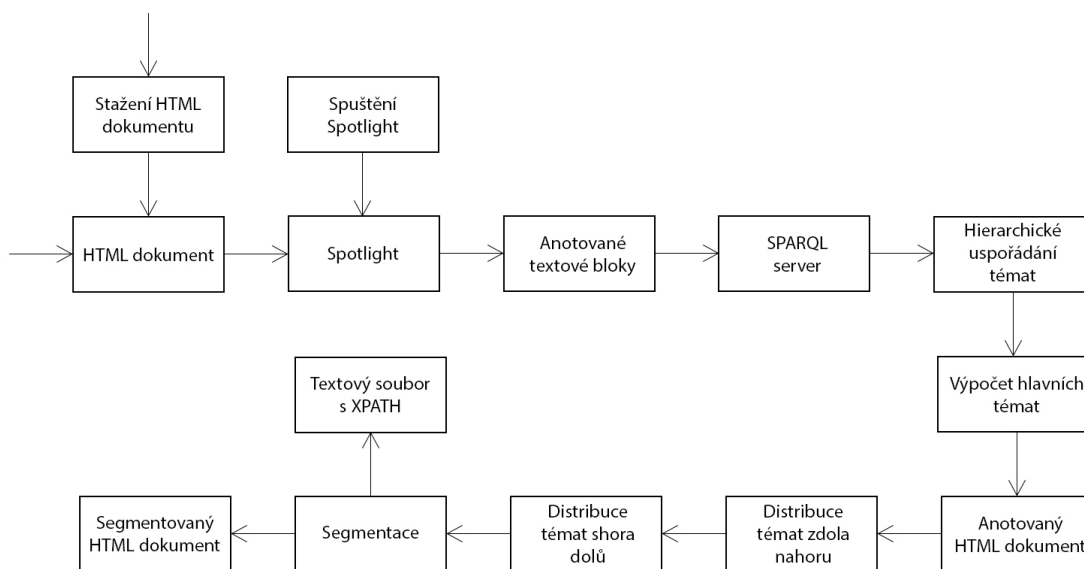 Stažení HTML
dokumentu
Spuštění
Spotlight
HTML dokument
Spotlight
Anotované
textové bloky
SPARQL
server
Hierarchické
uspořádání
témat
Textový soubor
s XPATH
Výpočet hlavních
témat
Segmentovaný
HTML dokument
Segmentace
Distribuce
témat shora
dolů
Distribuce
témat zdola
nahoru
Anotovaný
HTML dokument